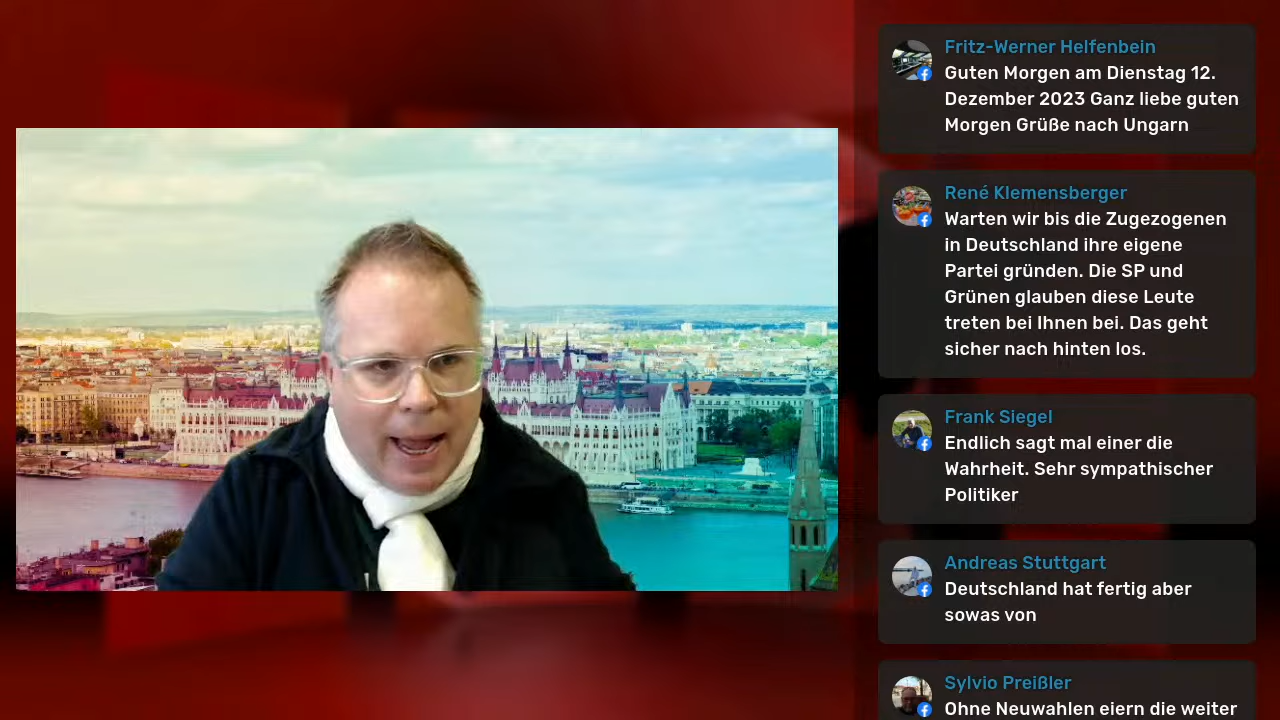 Fritz-Werner Helfenbein
Guten Morgen am Dienstag 12.
Dezember 2023 Ganz liebe guten
Morgen Grüße nach Ungarn
René Klemensberger
Warten wir bis die Zugezogenen
in Deutschland ihre eigene
Partei gründen. Die SP und
Grünen glauben diese Leute
treten bei Ihnen bei. Das geht
sicher nach hinten los.
Frank Siegel
Endlich sagt mal einer die
Wahrheit. Sehr sympathischer
Politiker
Andreas Stuttgart
Deutschland hat fertig aber
sowas von
Sylvio Preißler
Ohne Neuwahlen eiern die weiter